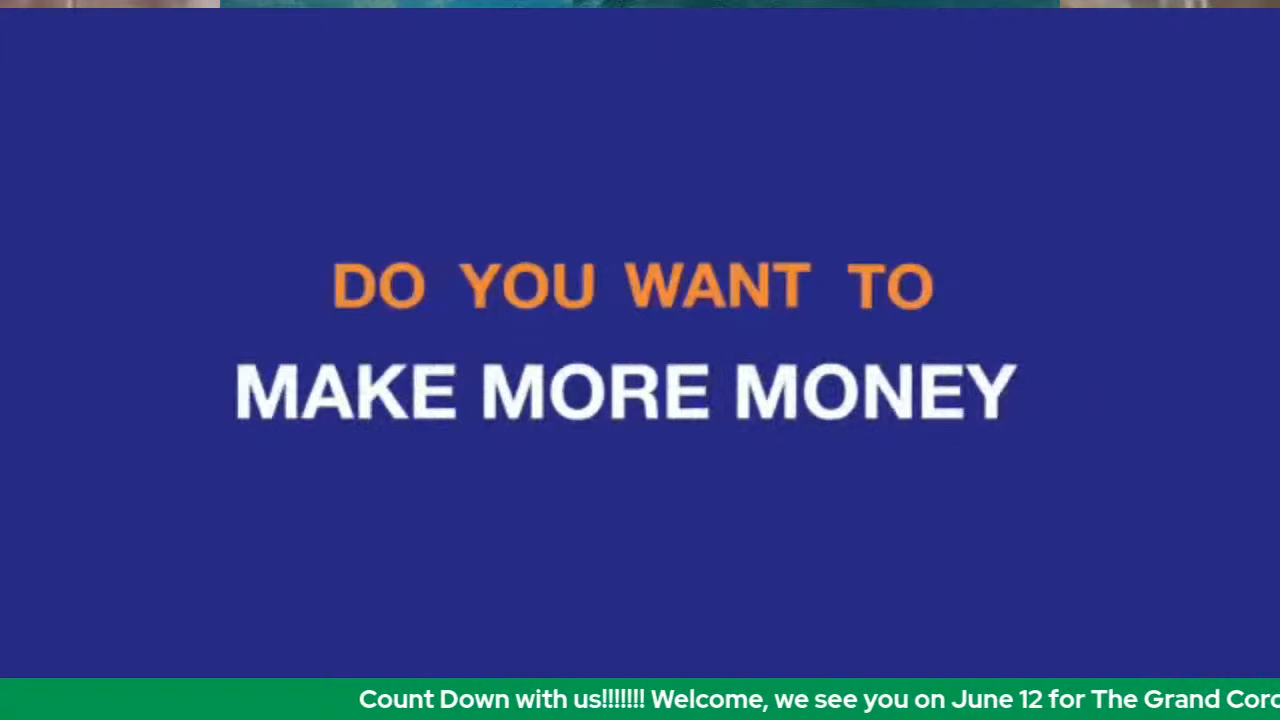 DO YOU WANT TO
MAKE MORE MONEY
Count Down with us!!!!!!! Welcome, we see you on June 12 for The Grand